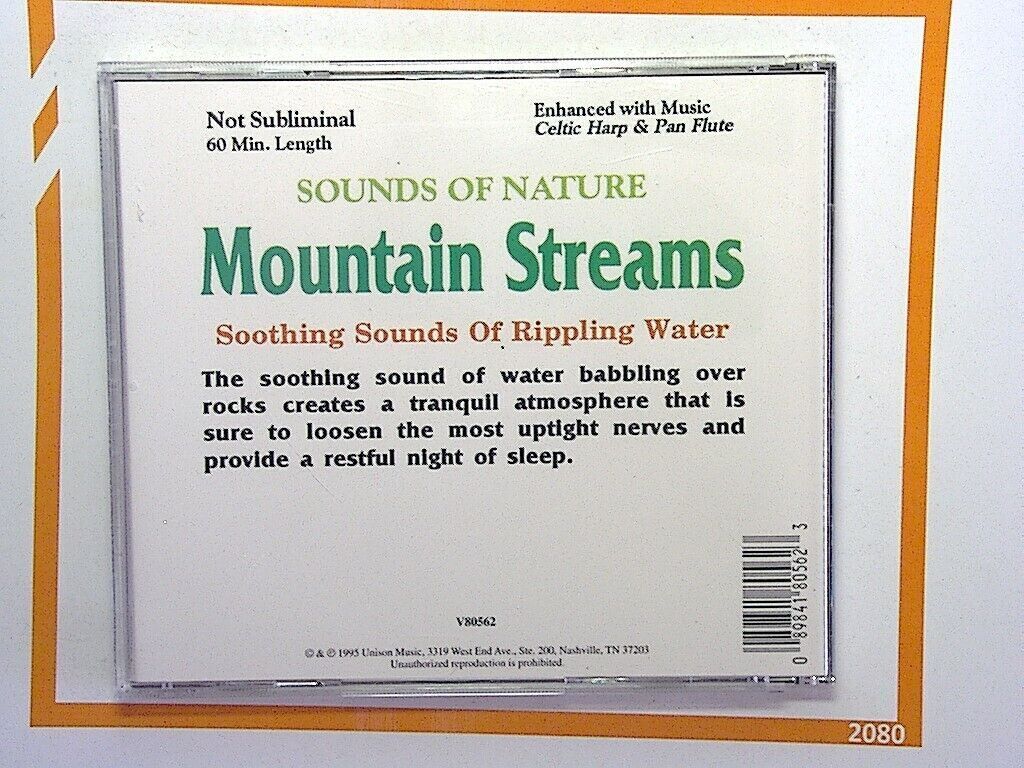 Not Subliminal
60 Min. Length
Enhanced with Music
Celtic Harp & Pan Flute
SOUNDS OF NATURE
Mountain Streams
Soothing Sounds Of Rippling Water
The soothing sound of water babbling over
rocks creates a tranquil atmosphere that is
sure to loosen the most uptight nerves and
provide a restful night of sleep.
0 89841 80562 3
V80562
© & ℗ 1995 Unison Music, 3319 West End Ave., Ste. 200, Nashville, TN 37203
Unauthorized reproduction is prohibited.
2080